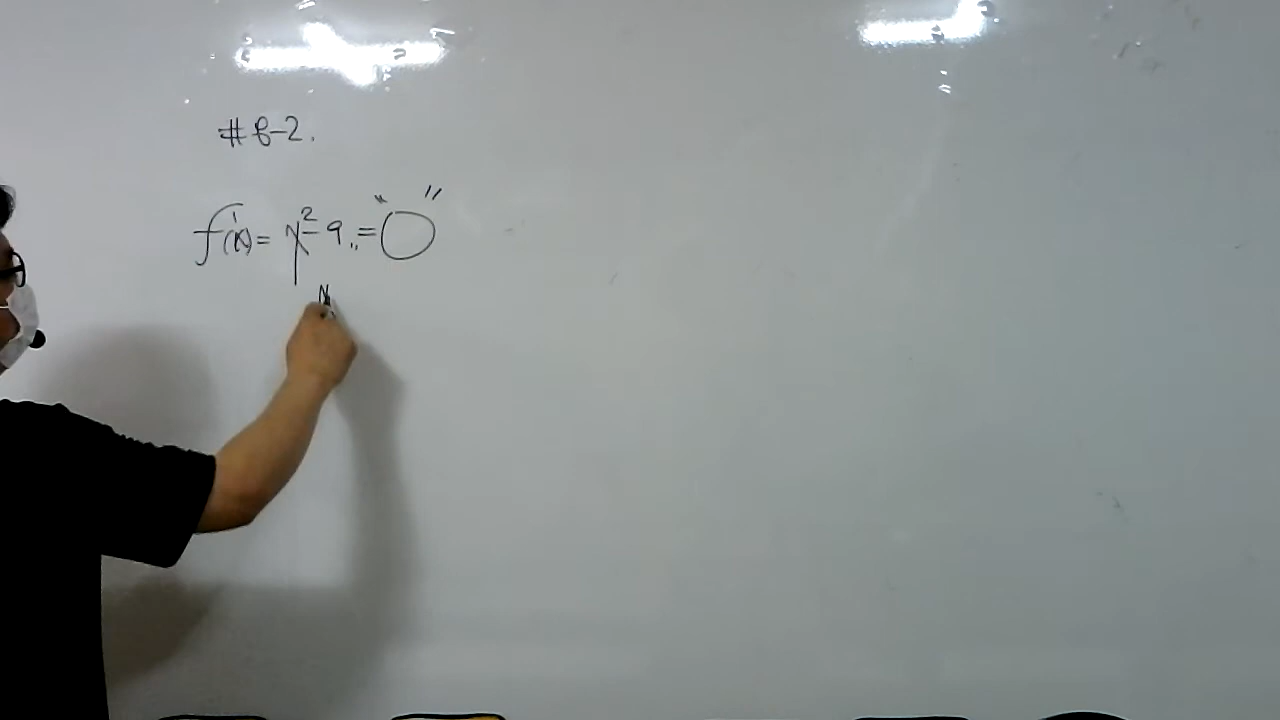 #8-2.
f'(x)= x²-9 = "0"